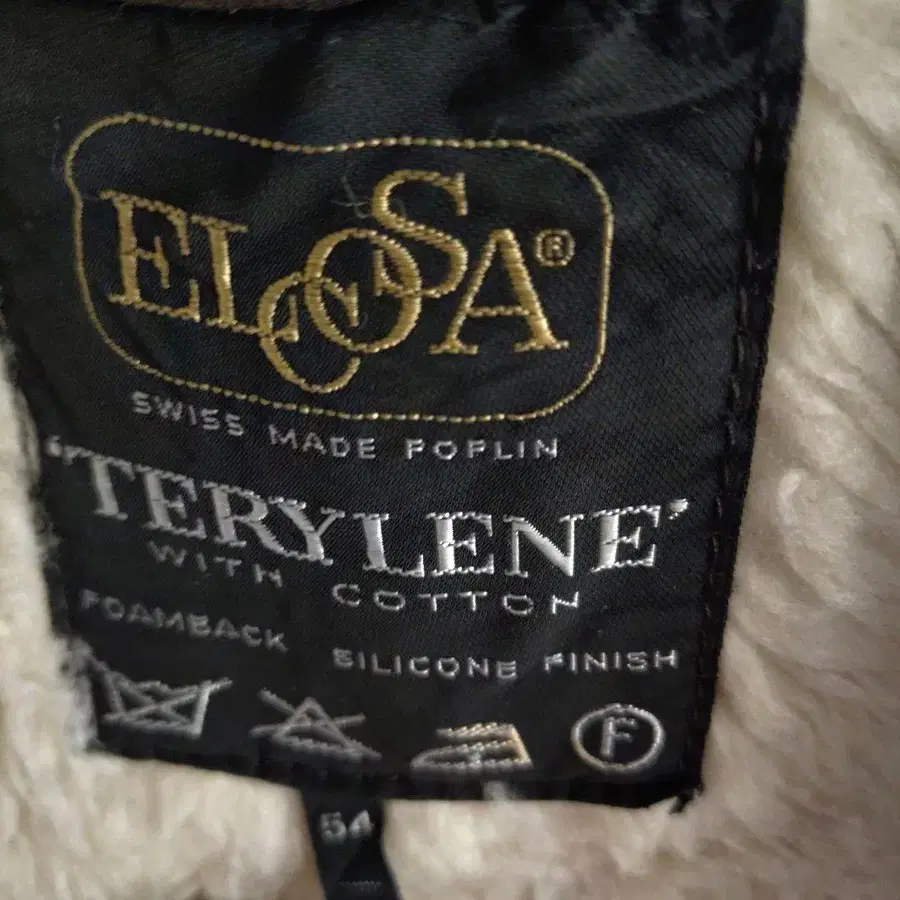 ELCOSA®
SWISS MADE POPLIN
'TERYLENE'
WITH COTTON
FOAMBACK SILICONE FINISH
F
54